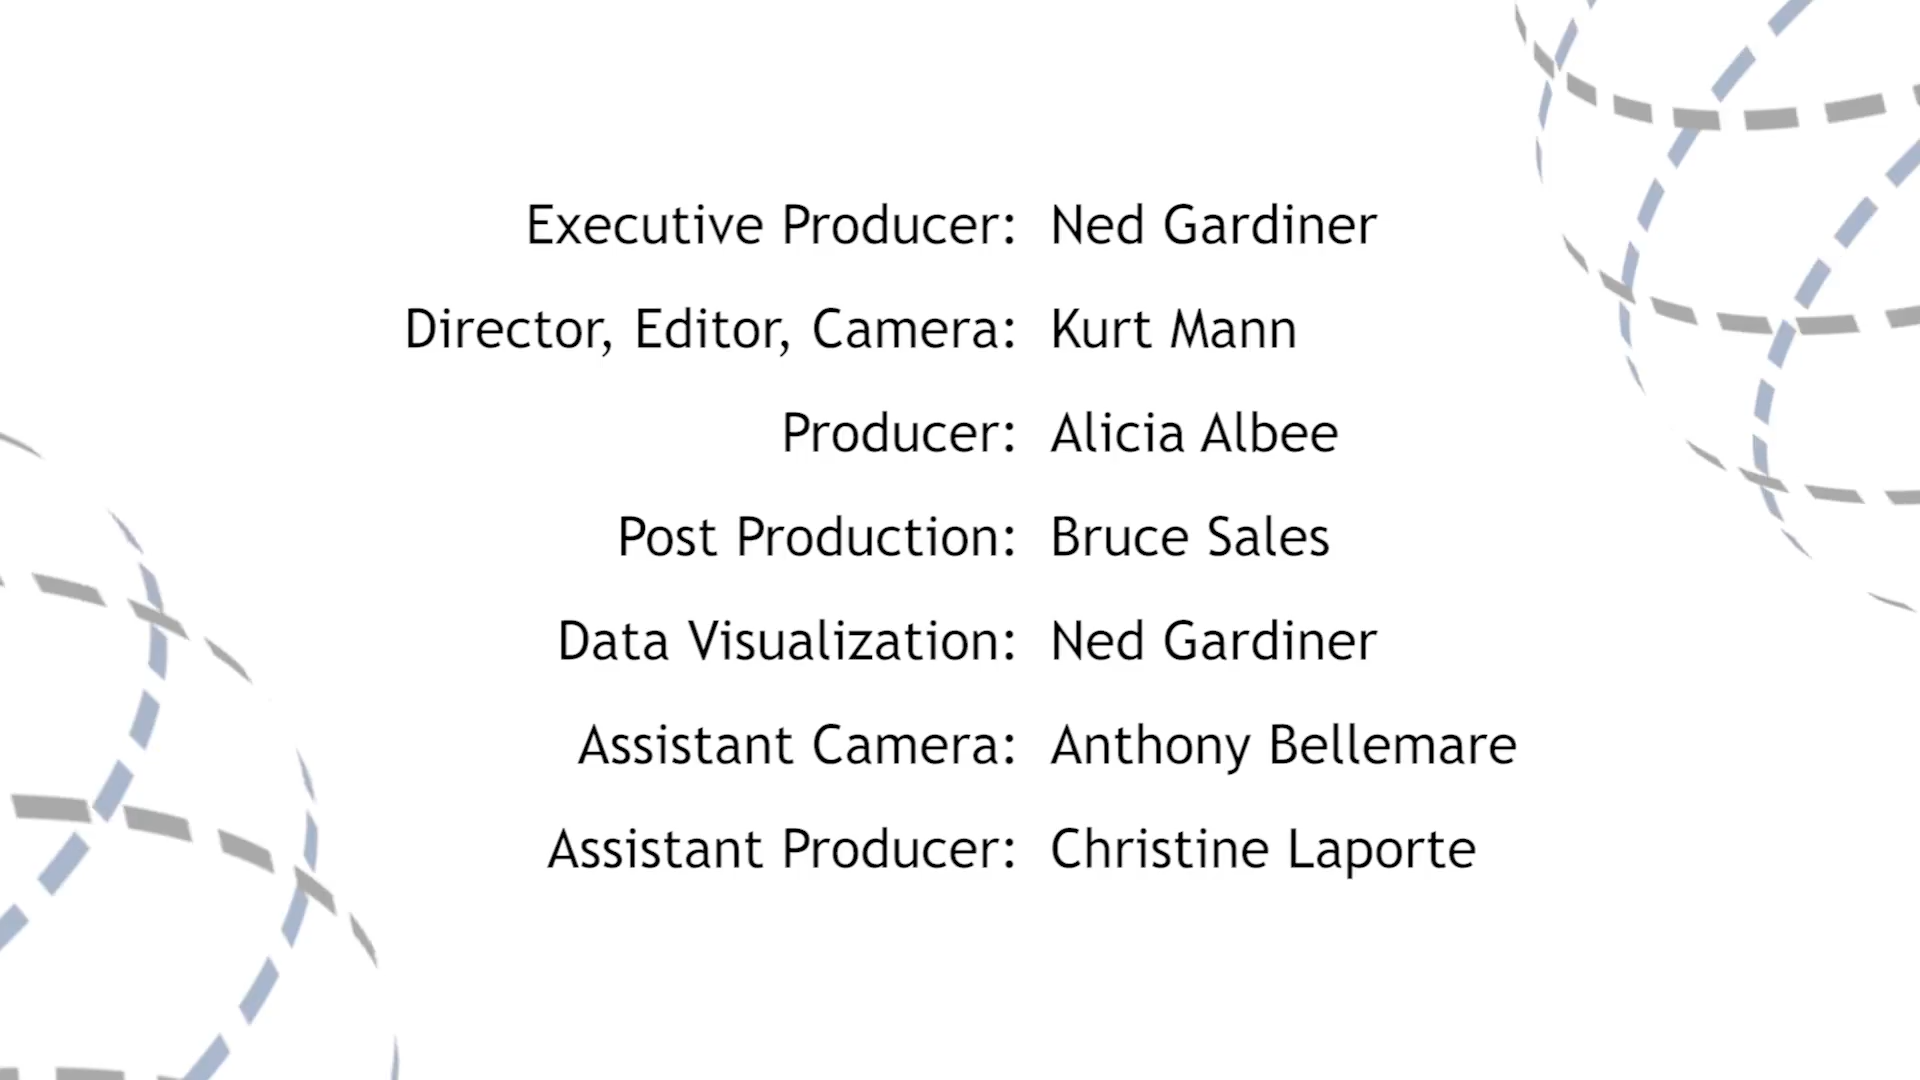 Executive Producer: Ned Gardiner
Director, Editor, Camera: Kurt Mann
Producer: Alicia Albee
Post Production: Bruce Sales
Data Visualization: Ned Gardiner
Assistant Camera: Anthony Bellemare
Assistant Producer: Christine Laporte